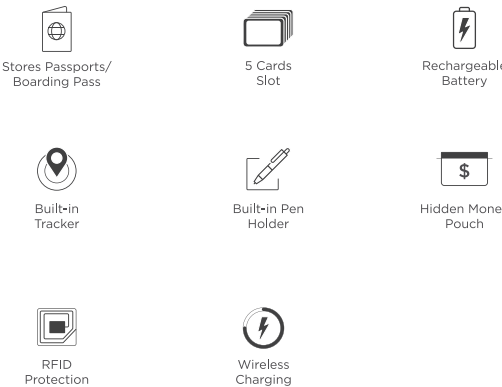 Stores Passports/
Boarding Pass
5 Cards
Slot
Rechargeable
Battery
Built-in
Tracker
Built-in Pen
Holder
$
Hidden Mone
Pouch
RFID
Protection
Wireless
Charging